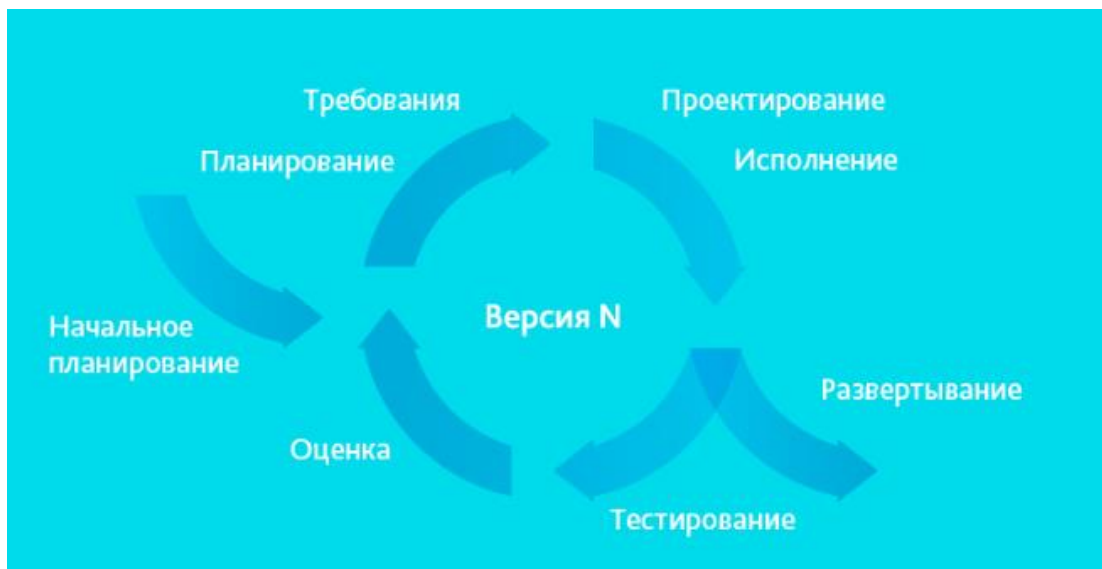 Требования
Проектирование
Планирование
Исполнение
Версия N
Начальное
планирование
Развертывание
Оценка
Тестирование